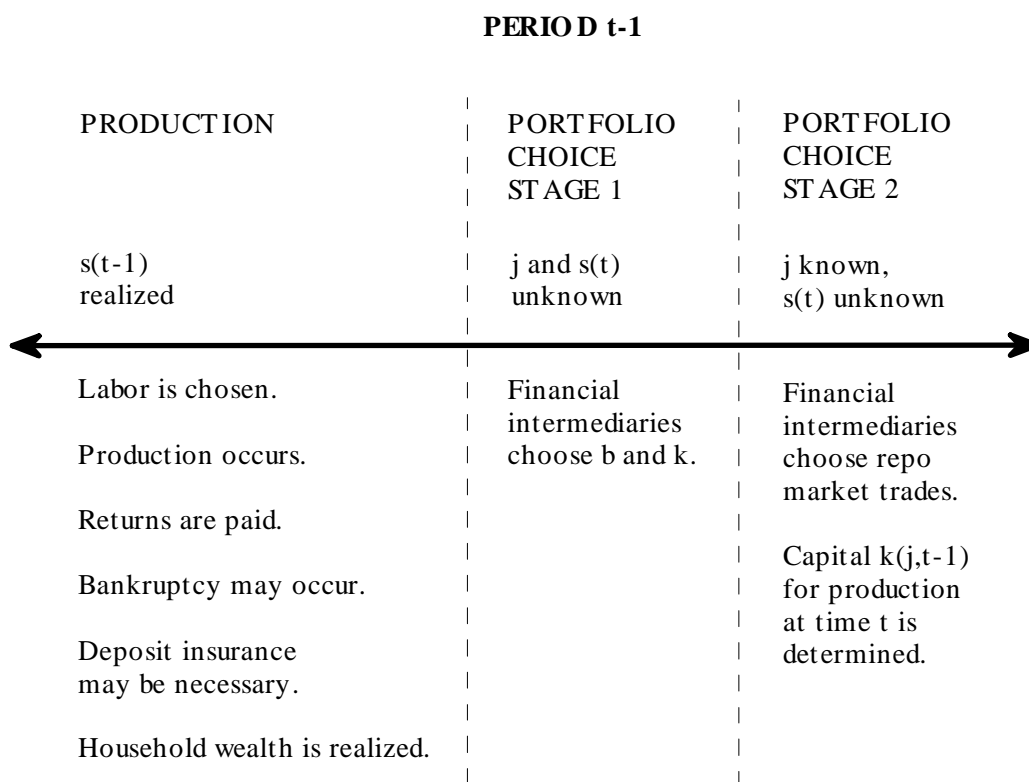 PERIOD t-1
PRODUCTION
s(t-1)
realized
Labor is chosen.
Production occurs.
Returns are paid.
Bankruptcy may occur.
Deposit insurance
may be necessary.
Household wealth is realized.
PORTFOLIO
CHOICE
STAGE 1
j and s(t)
unknown
Financial
intermediaries
choose b and k.
PORTFOLIO
CHOICE
STAGE 2
j known,
s(t) unknown
Financial
intermediaries
choose repo
market trades.
Capital k(j,t-1)
for production
at time t is
determined.